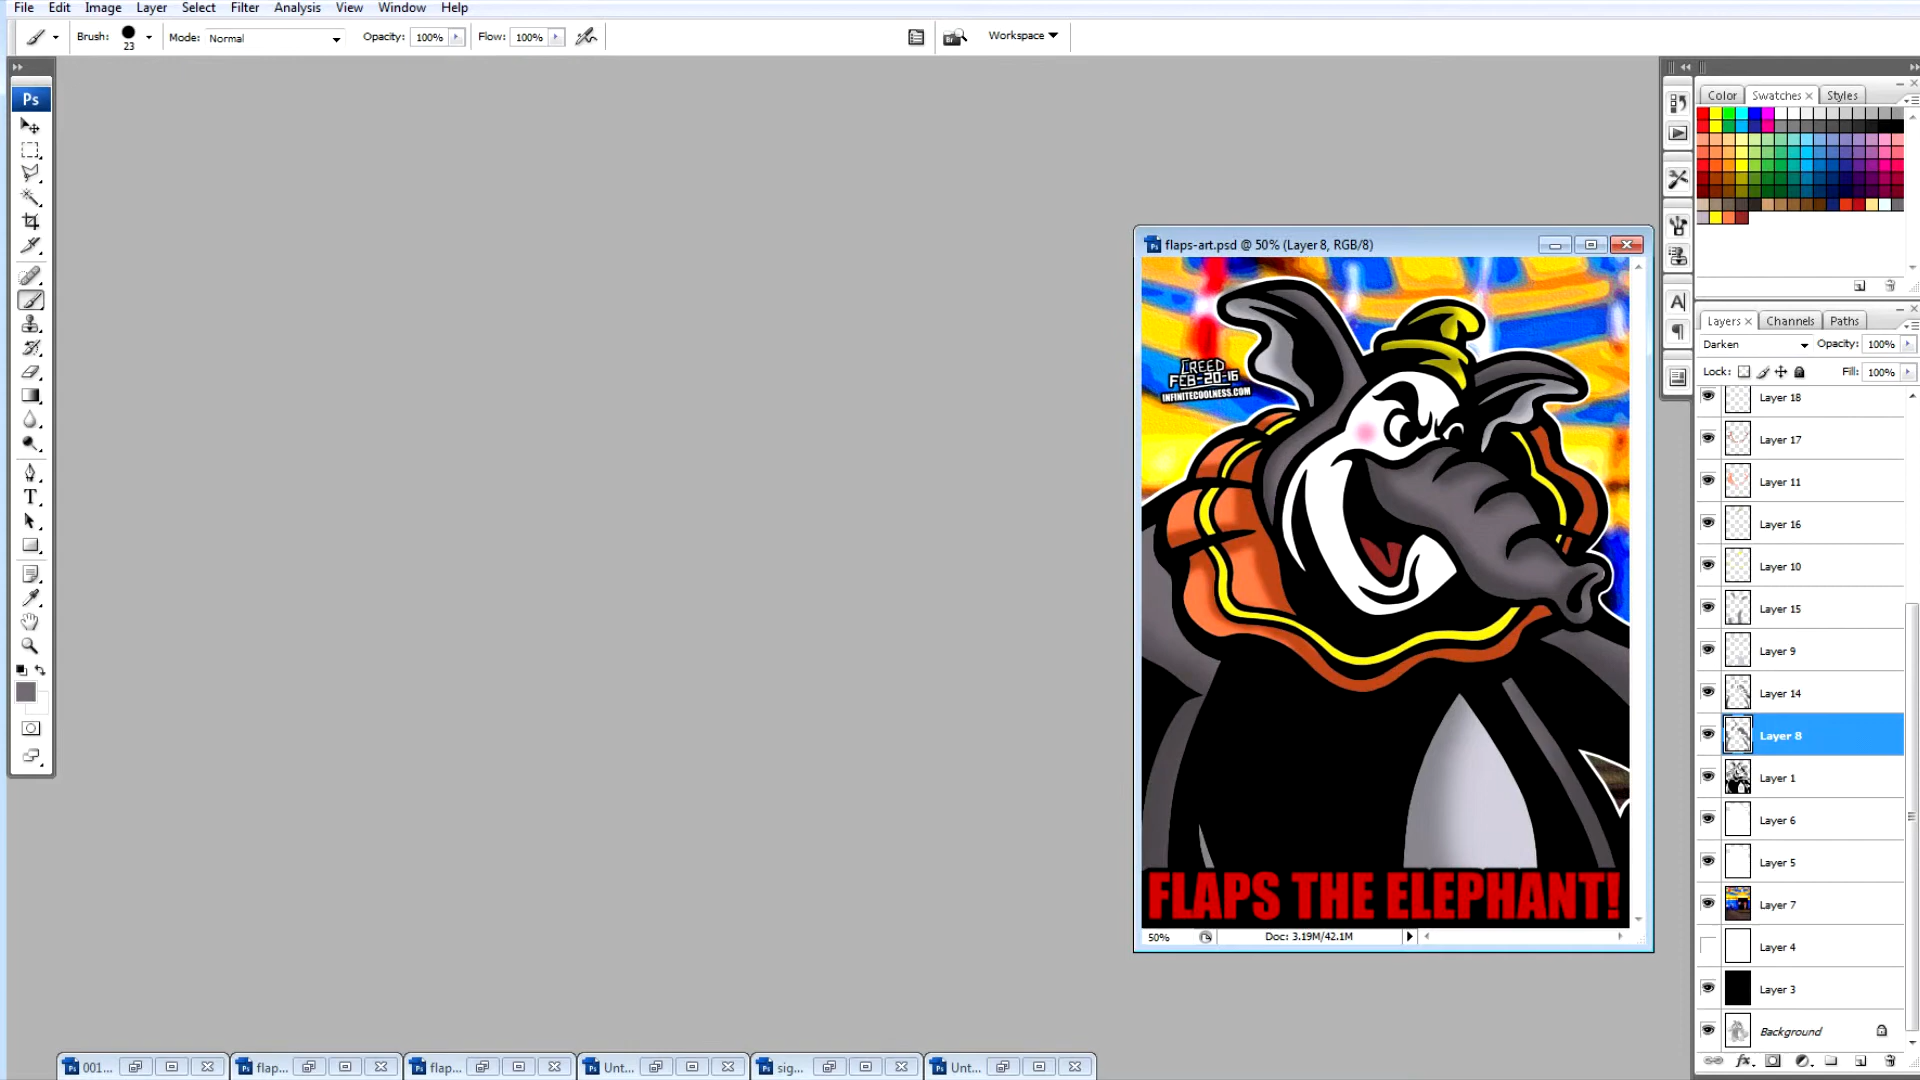 File Edit Image Layer Select Filter Analysis View Window Help
Brush: 23 Mode: Normal Opacity: 100% Flow: 100% Workspace
Ps
T
Color Swatches Styles
flaps-art.psd @ 50% (Layer 8, RGB/8)
CREED
FEB-20-16
INFINITECOOLNESS.COM
FLAPS THE ELEPHANT!
50% Doc: 3.19M/42.1M
Layers Channels Paths
Darken Opacity: 100%
Lock: Fill: 100%
Layer 18
Layer 17
Layer 11
Layer 16
Layer 10
Layer 15
Layer 9
Layer 14
Layer 8
Layer 1
Layer 6
Layer 5
Layer 7
Layer 4
Layer 3
Background
fx
001... flap... flap... Unt... sig... Unt...